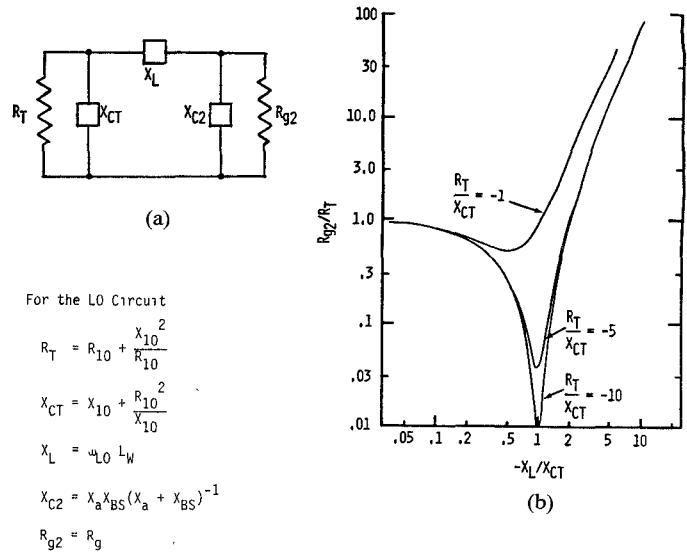 X_L
R_T
X_CT
X_C2
R_g2
(a)
For the LO Circuit
R_T = R_10 + X_10^2/R_10
X_CT = X_10 + R_10^2/X_10
X_L = ω_LO L_W
X_C2 = X_a X_BS (X_a + X_BS)^-1
R_g2 = R_g
R_g2/R_T
100
30
10.0
3.0
1.0
.3
.1
.03
.01
R_T/X_CT = -1
R_T/X_CT = -5
R_T/X_CT = -10
.05 .1 .2 .5 1 2 5 10
-X_L/X_CT
(b)